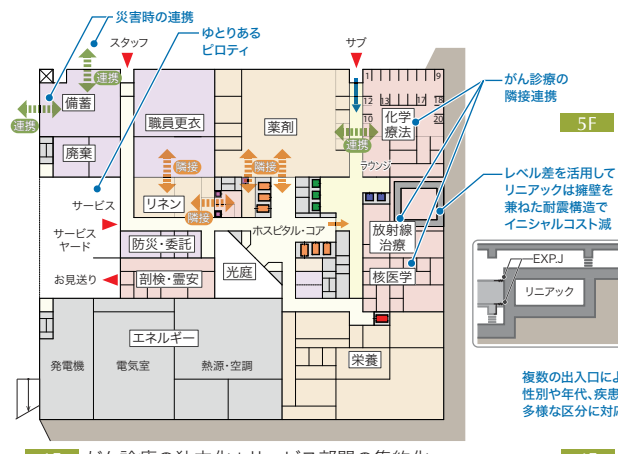 災害時の連携
スタッフ
ゆとりある
ピロティ
サブ
連携
備蓄
連携
廃棄
職員更衣
薬剤
1
9
12
13
17
18
10
20
化学
療法
連携
ラウンジ
がん診療の
隣接連携
5F
隣接
隣接
隣接
サービス
リネン
サービス
ヤード
防災・委託
ホスピタル・コア
放射線
治療
レベル差を活用して
リニアックは擁壁を
兼ねた耐震構造で
イニシャルコスト減
お見送り
剖検・霊安
光庭
核医学
EXP.J
リニアック
エネルギー
発電機
電気室
熱源・空調
栄養
複数の出入口によ
性別や年代、疾患
多様な区分に対応